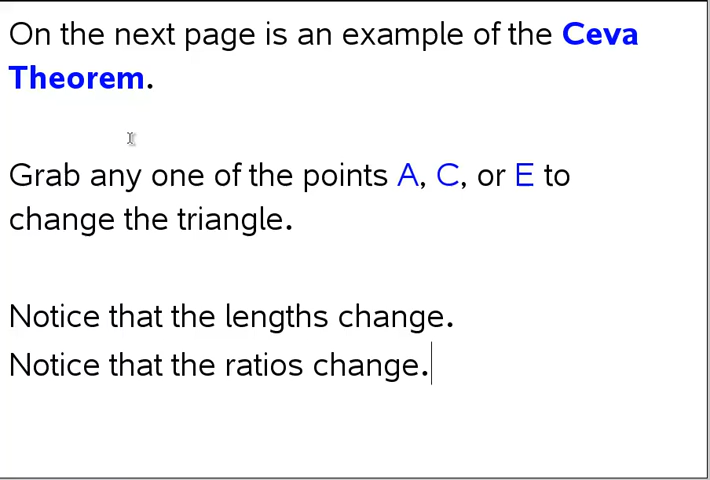 On the next page is an example of the Ceva
Theorem.
Grab any one of the points A, C, or E to
change the triangle.
Notice that the lengths change.
Notice that the ratios change.